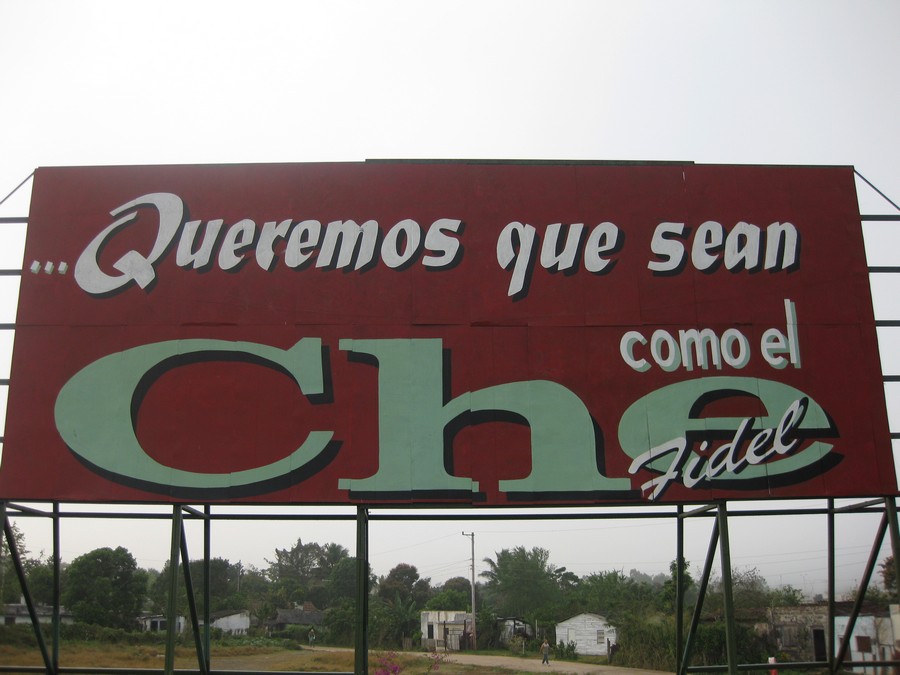 ...Queremos que sean
como el
Che
Fidel